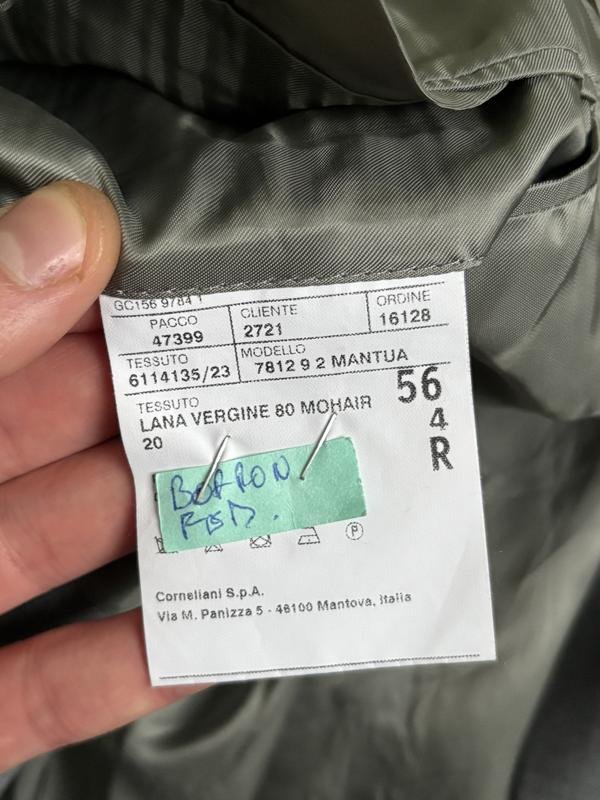 GC156 9784 1
PACCO CLIENTE ORDINE
47399 2721 16128
TESSUTO MODELLO
6114135/23 7812 9 2 MANTUA
56
4
R
TESSUTO
LANA VERGINE 80 MOHAIR
20
P
Corneliani S.p.A.
Via M. Panizza 5 - 46100 Mantova, Italia